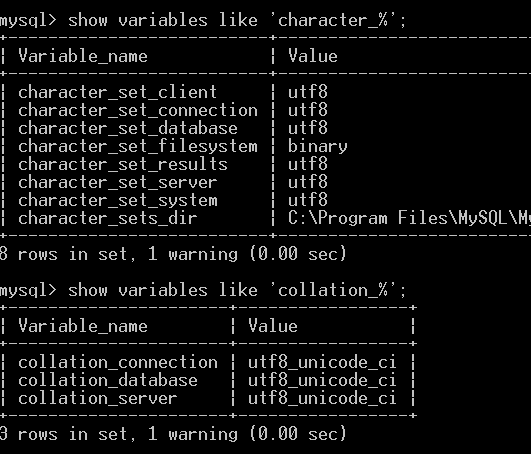 mysql> show variables like 'character_%';
+--------------------------+----------------
| Variable_name            | Value
+--------------------------+----------------
| character_set_client     | utf8
| character_set_connection | utf8
| character_set_database   | utf8
| character_set_filesystem | binary
| character_set_results    | utf8
| character_set_server     | utf8
| character_set_system     | utf8
| character_sets_dir       | C:\Program Files\MySQL\My
+--------------------------+----------------
8 rows in set, 1 warning (0.00 sec)
mysql> show variables like 'collation_%';
+----------------------+-----------------+
| Variable_name        | Value           |
+----------------------+-----------------+
| collation_connection | utf8_unicode_ci |
| collation_database   | utf8_unicode_ci |
| collation_server     | utf8_unicode_ci |
+----------------------+-----------------+
3 rows in set, 1 warning (0.00 sec)